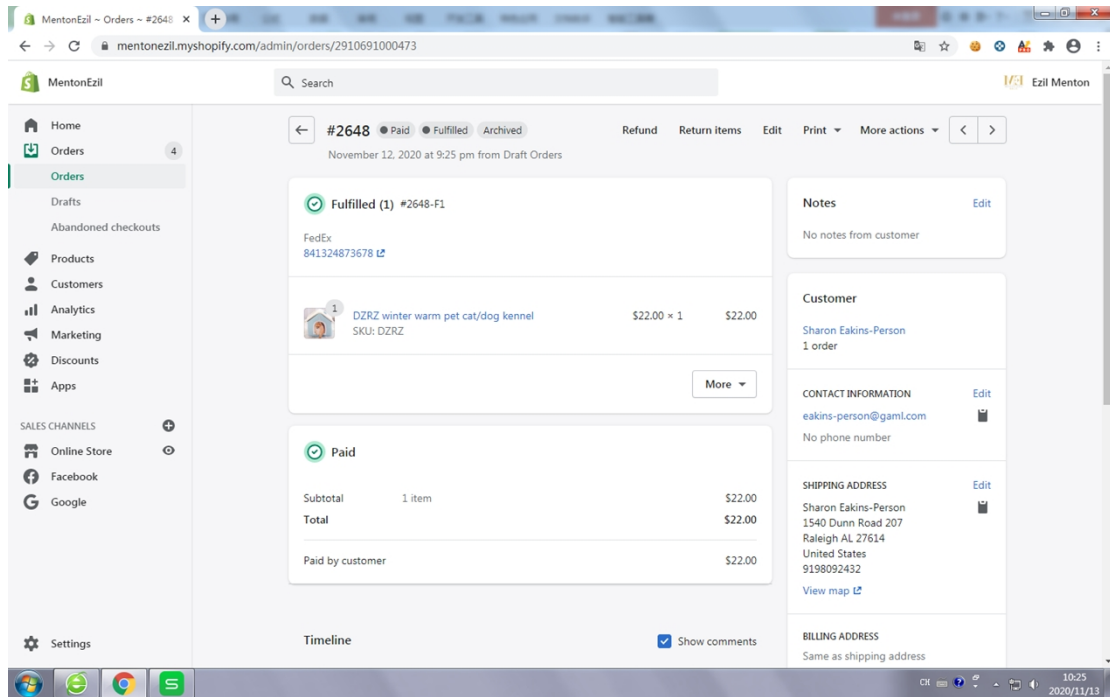 MentonEzil ~ Orders ~ #2648
mentonezil.myshopify.com/admin/orders/2910691000473
MentonEzil
Search
Ezil Menton
Home
Orders 4
Orders
Drafts
Abandoned checkouts
Products
Customers
Analytics
Marketing
Discounts
Apps
SALES CHANNELS
Online Store
Facebook
Google
Settings
#2648 Paid Fulfilled Archived
Refund Return items Edit Print More actions
November 12, 2020 at 9:25 pm from Draft Orders
Fulfilled (1) #2648-F1
FedEx
841324873678
1
DZRZ winter warm pet cat/dog kennel $22.00 × 1 $22.00
SKU: DZRZ
More
Paid
Subtotal 1 item $22.00
Total $22.00
Paid by customer $22.00
Timeline Show comments
Notes Edit
No notes from customer
Customer
Sharon Eakins-Person
1 order
CONTACT INFORMATION Edit
eakins-person@gaml.com
No phone number
SHIPPING ADDRESS Edit
Sharon Eakins-Person
1540 Dunn Road 207
Raleigh AL 27614
United States
9198092432
View map
BILLING ADDRESS
Same as shipping address
CH
10:25
2020/11/13